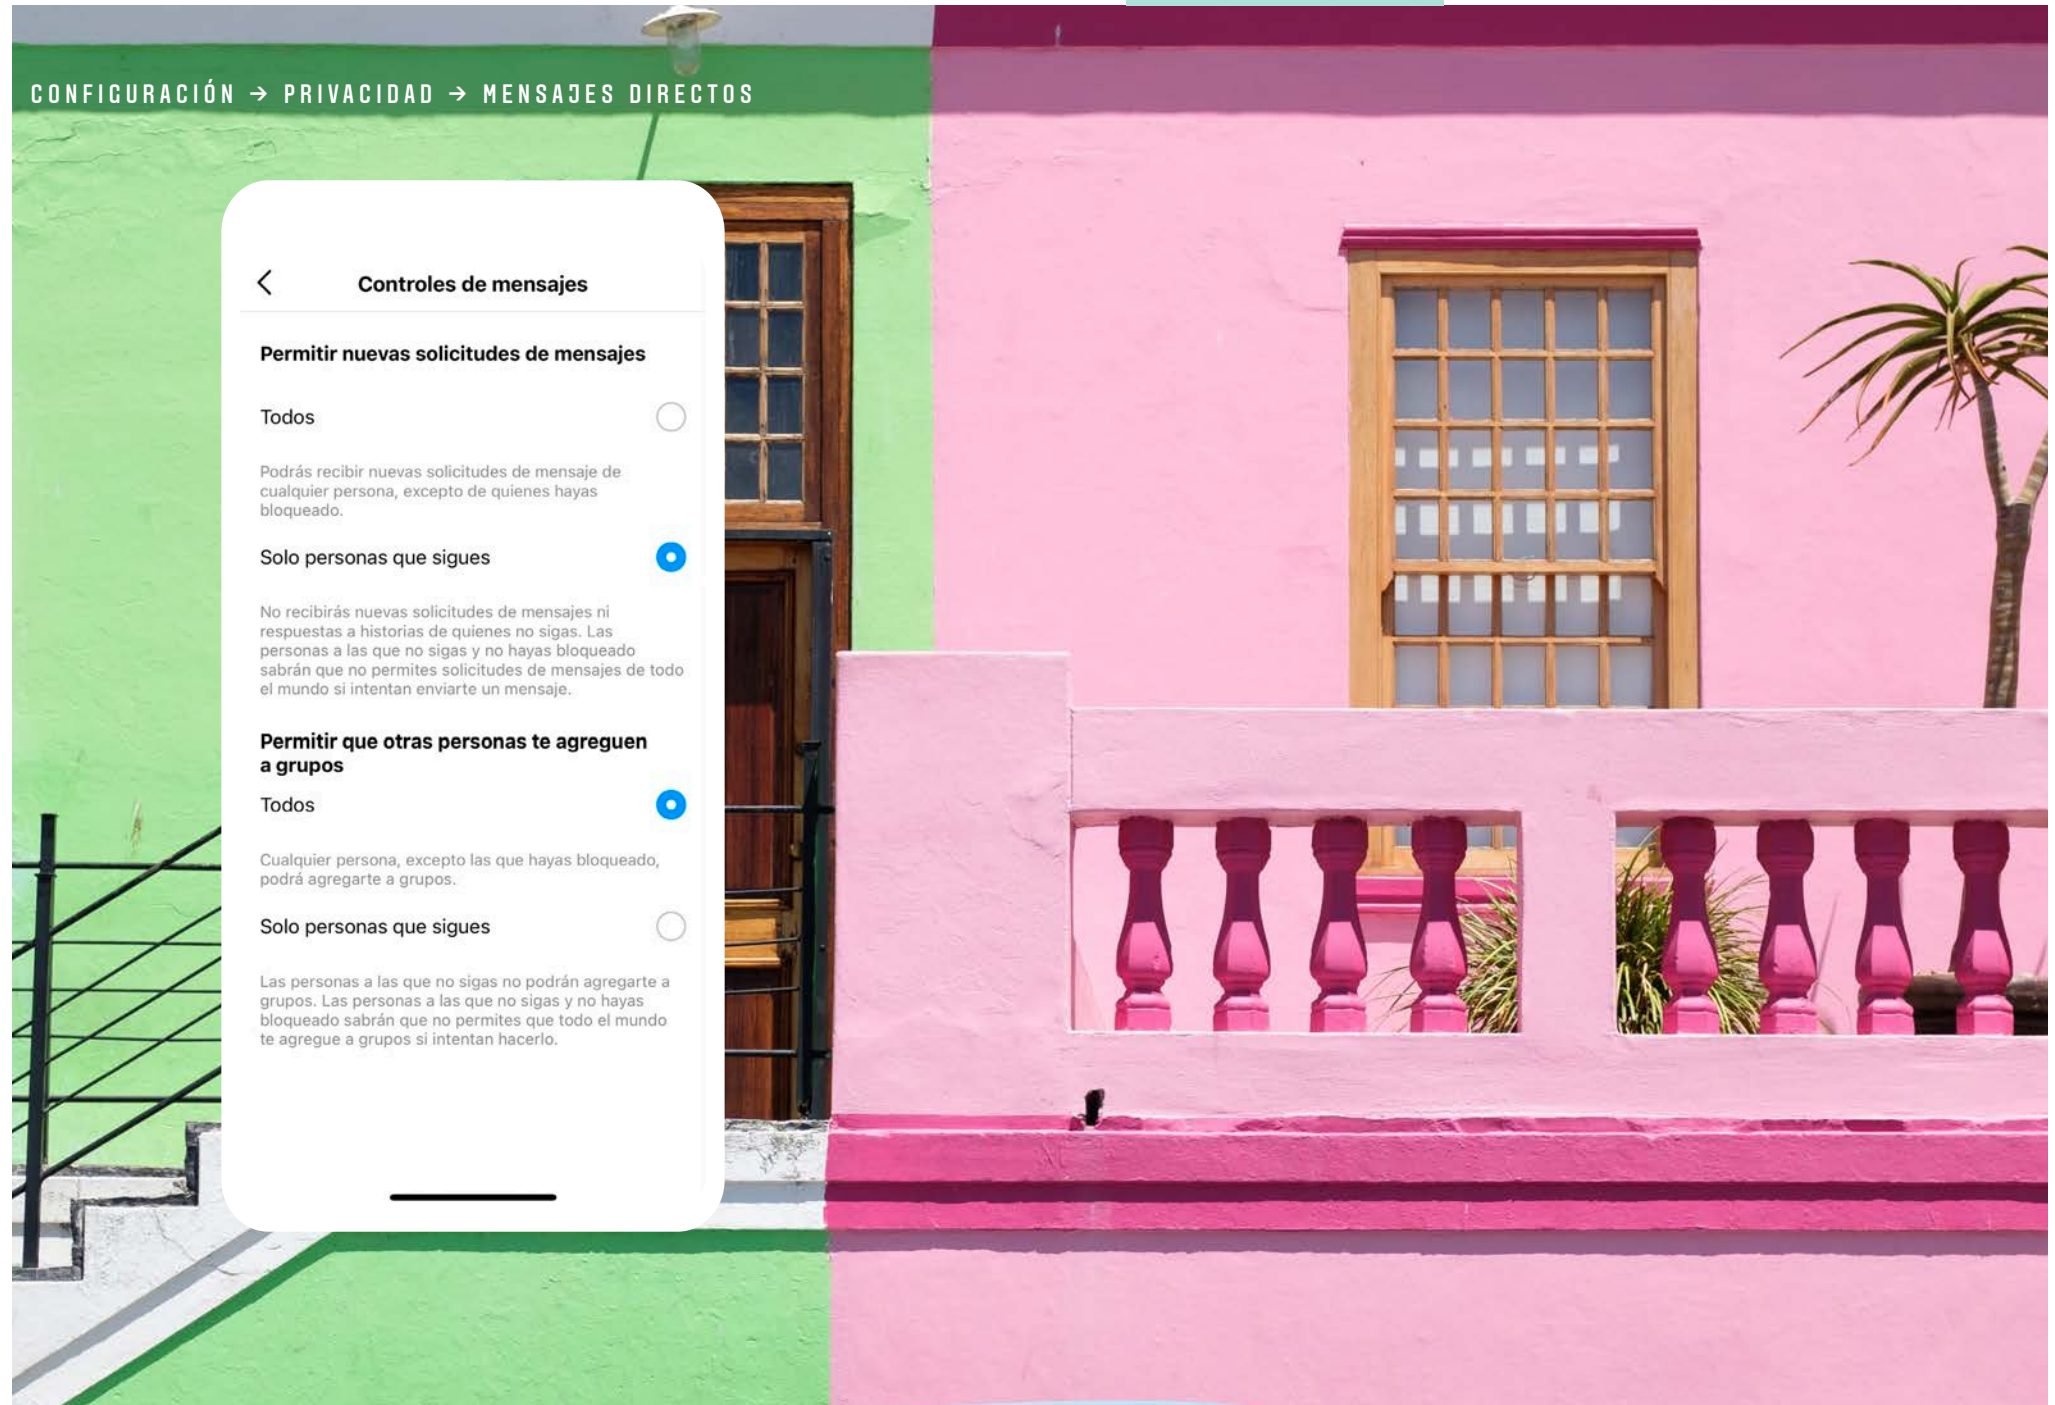 CONFIGURACIÓN → PRIVACIDAD → MENSAJES DIRECTOS
Controles de mensajes
Permitir nuevas solicitudes de mensajes
Todos
Podrás recibir nuevas solicitudes de mensaje de
cualquier persona, excepto de quienes hayas
bloqueado.
Solo personas que sigues
No recibirás nuevas solicitudes de mensajes ni
respuestas a historias de quienes no sigas. Las
personas a las que no sigas y no hayas bloqueado
sabrán que no permites solicitudes de mensajes de todo
el mundo si intentan enviarte un mensaje.
Permitir que otras personas te agreguen
a grupos
Todos
Cualquier persona, excepto las que hayas bloqueado,
podrá agregarte a grupos.
Solo personas que sigues
Las personas a las que no sigas no podrán agregarte a
grupos. Las personas a las que no sigas y no hayas
bloqueado sabrán que no permites que todo el mundo
te agregue a grupos si intentan hacerlo.